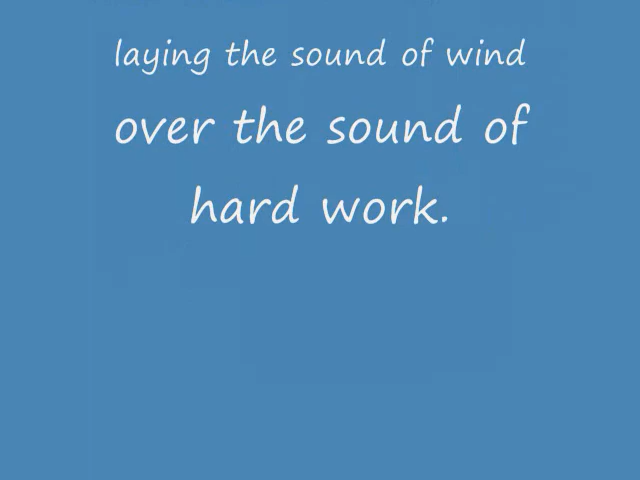 laying the sound of wind
over the sound of
hard work.